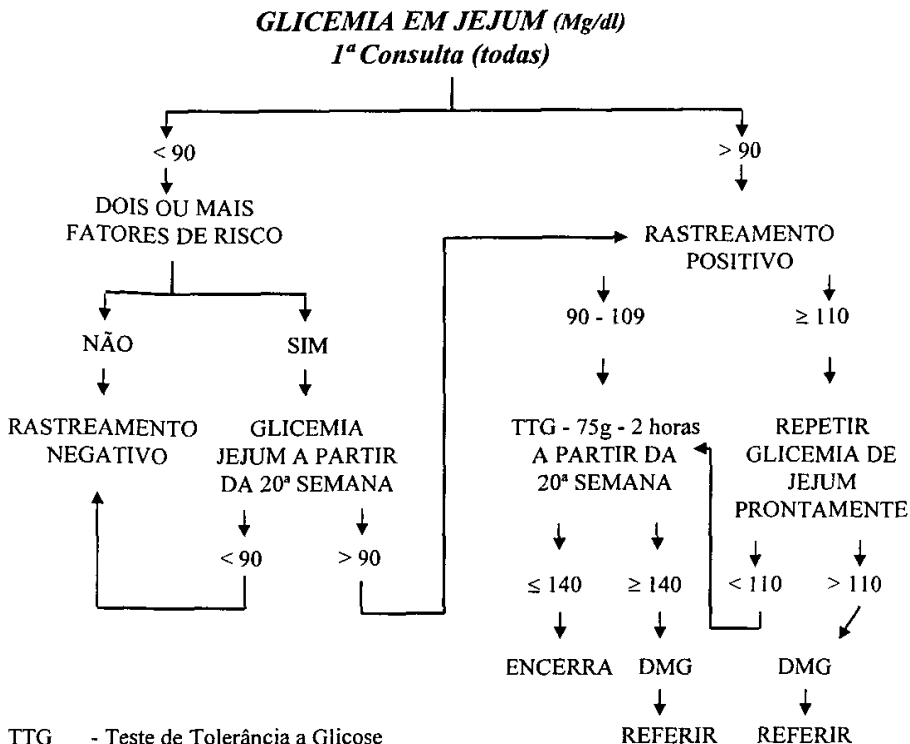 GLICEMIA EM JEJUM (Mg/dl)
1ª Consulta (todas)
< 90
> 90
DOIS OU MAIS
FATORES DE RISCO
RASTREAMENTO
POSITIVO
90 - 109
≥ 110
NÃO
SIM
RASTREAMENTO
NEGATIVO
GLICEMIA
JEJUM A PARTIR
DA 20ª SEMANA
TTG - 75g - 2 horas
A PARTIR DA
20ª SEMANA
REPETIR
GLICEMIA DE
JEJUM
PRONTAMENTE
< 90
> 90
≤ 140
≥ 140
< 110
> 110
ENCERRA
DMG
DMG
REFERIR
REFERIR
TTG - Teste de Tolerância a Glicose